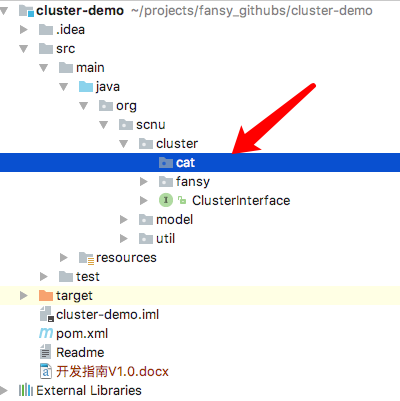 cluster-demo ~/projects/fansy_githubs/cluster-demo
.idea
src
main
java
org
scnu
cluster
cat
fansy
I ClusterInterface
model
util
resources
test
target
cluster-demo.iml
m pom.xml
Readme
开发指南V1.0.docx
External Libraries